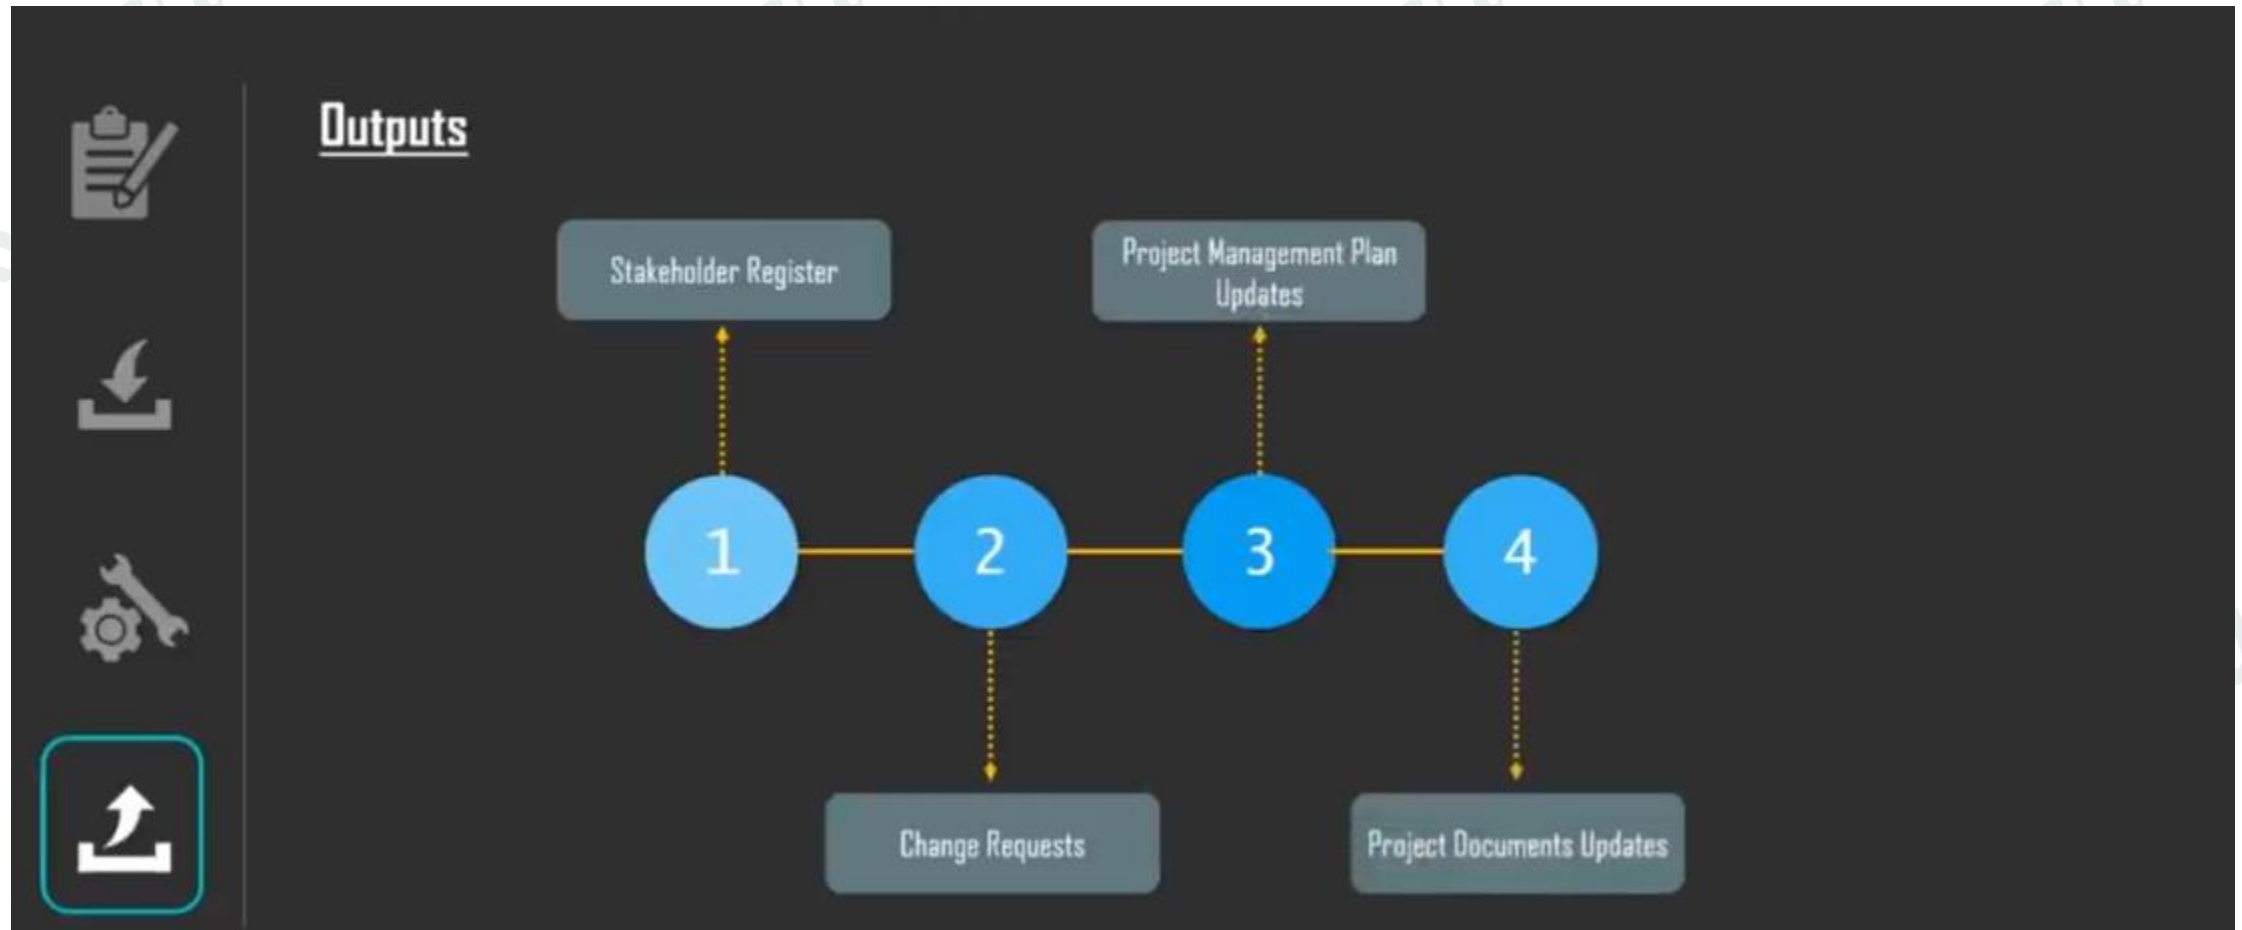 Outputs
Stakeholder Register
Project Management Plan
Updates
1
2
3
4
Change Requests
Project Documents Updates